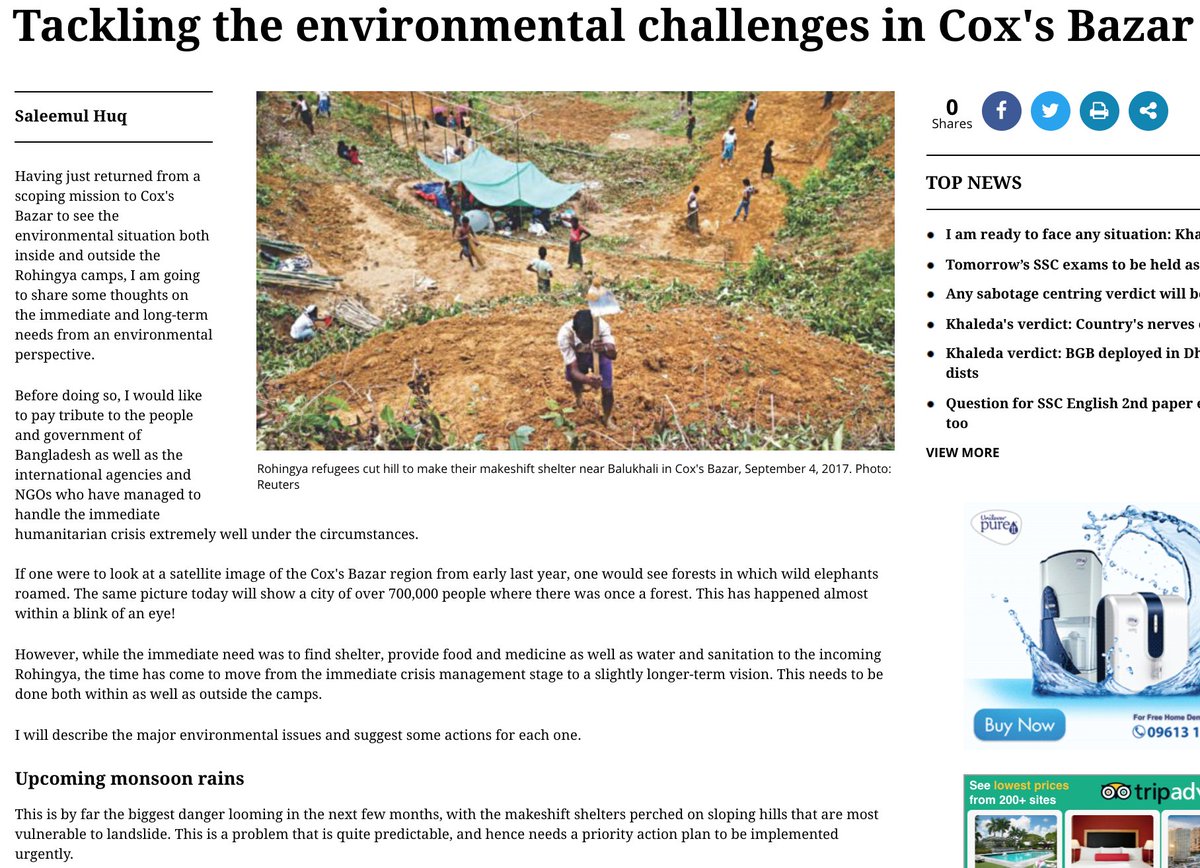 Tackling the environmental challenges in Cox's Bazar
Saleemul Huq
Having just returned from a
scoping mission to Cox's
Bazar to see the
environmental situation both
inside and outside the
Rohingya camps, I am going
to share some thoughts on
the immediate and long-term
needs from an environmental
perspective.
Before doing so, I would like
to pay tribute to the people
and government of
Bangladesh as well as the
international agencies and
NGOs who have managed to
handle the immediate
humanitarian crisis extremely well under the circumstances.
Rohingya refugees cut hill to make their makeshift shelter near Balukhali in Cox's Bazar, September 4, 2017. Photo:
Reuters
If one were to look at a satellite image of the Cox's Bazar region from early last year, one would see forests in which wild elephants
roamed. The same picture today will show a city of over 700,000 people where there was once a forest. This has happened almost
within a blink of an eye!
However, while the immediate need was to find shelter, provide food and medicine as well as water and sanitation to the incoming
Rohingya, the time has come to move from the immediate crisis management stage to a slightly longer-term vision. This needs to be
done both within as well as outside the camps.
I will describe the major environmental issues and suggest some actions for each one.
Upcoming monsoon rains
This is by far the biggest danger looming in the next few months, with the makeshift shelters perched on sloping hills that are most
vulnerable to landslide. This is a problem that is quite predictable, and hence needs a priority action plan to be implemented
urgently.
0
Shares
TOP NEWS
I am ready to face any situation: Kha
Tomorrow's SSC exams to be held as
Any sabotage centring verdict will b
Khaleda's verdict: Country's nerves
Khaleda verdict: BGB deployed in Dh
dists
Question for SSC English 2nd paper
too
VIEW MORE
Unilever
pureit
Buy Now
For Free Home Den
09613 1
See lowest prices
from 200+ sites
tripadv